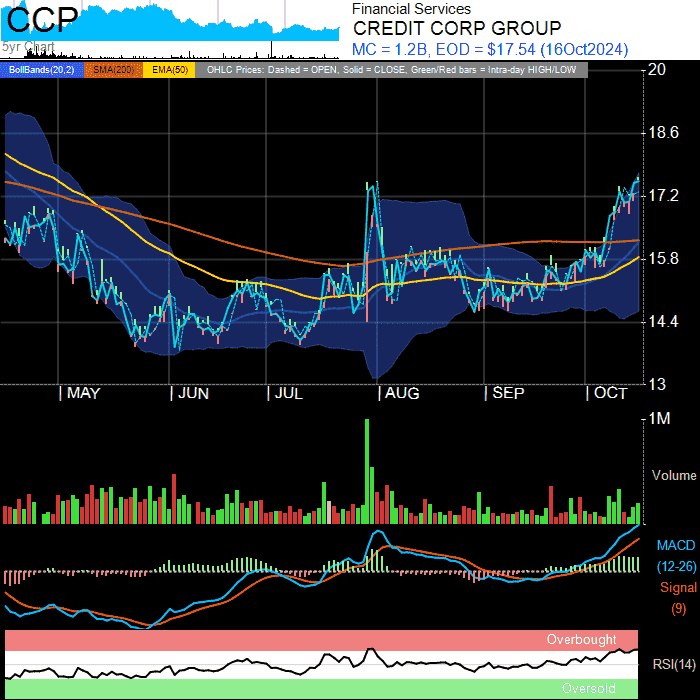 CCP
5yr Chart
Financial Services
CREDIT CORP GROUP
MC = 1.2B, EOD = $17.54 (16Oct2024)
BollBands(20,2) SMA(200) EMA(50) OHLC Prices: Dashed = OPEN, Solid = CLOSE, Green/Red bars = Intra-day HIGH/LOW
20
18.6
17.2
15.8
14.4
13
MAY JUN JUL AUG SEP OCT
1M
Volume
MACD
(12-26)
Signal
(9)
Overbought
RSI(14)
Oversold